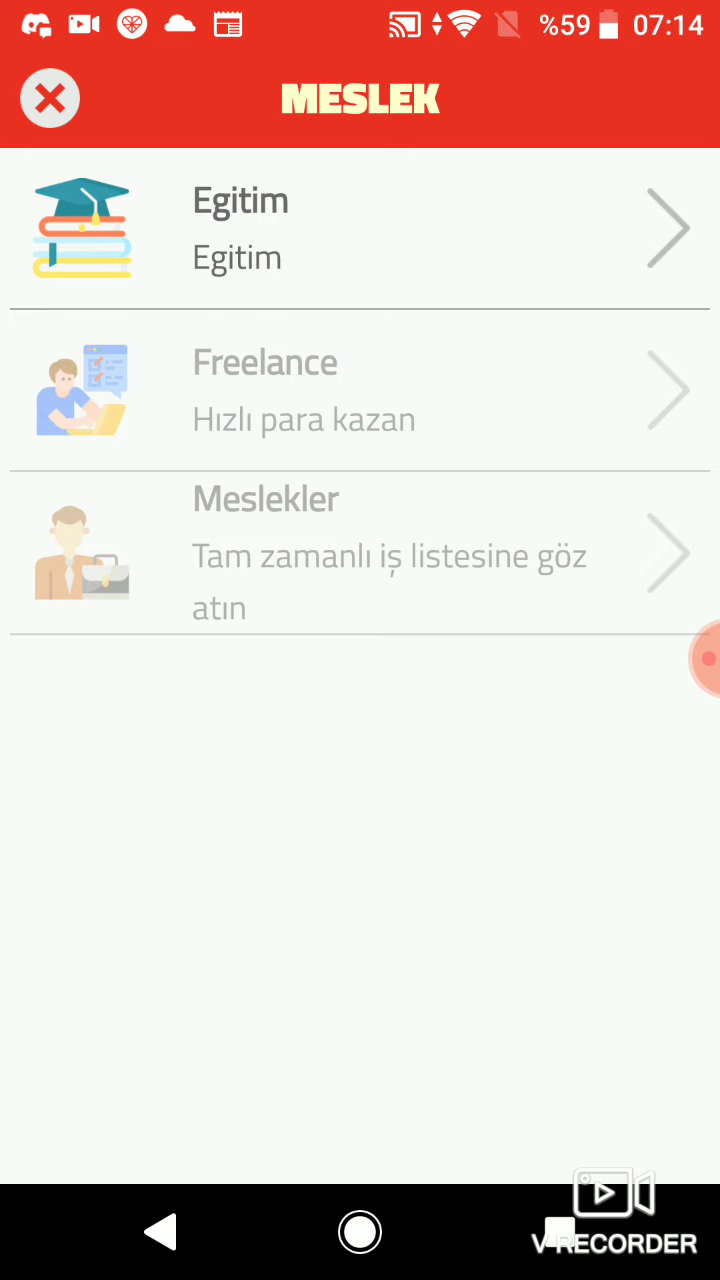 %59 07:14
MESLEK
Egitim
Egitim
Freelance
Hızlı para kazan
Meslekler
Tam zamanlı iş listesine göz
atın
V RECORDER